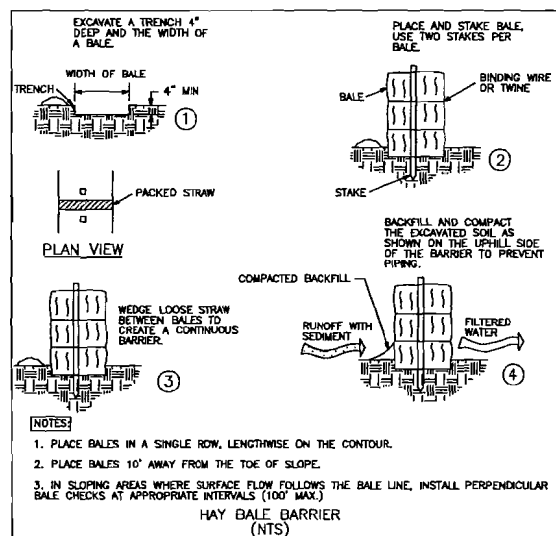 EXCAVATE A TRENCH 4"
DEEP AND THE WIDTH OF
A BALE.
WIDTH OF BALE
TRENCH
4" MIN
1
PLACE AND STAKE BALE,
USE TWO STAKES PER
BALE.
BALE
BINDING WIRE
OR TWINE
2
STAKE
PACKED STRAW
PLAN VIEW
WEDGE LOOSE STRAW
BETWEEN BALES TO
CREATE A CONTINUOUS
BARRIER.
3
BACKFILL AND COMPACT
THE EXCAVATED SOIL AS
SHOWN ON THE UPHILL SIDE
OF THE BARRIER TO PREVENT
PIPING.
COMPACTED BACKFILL
RUNOFF WITH
SEDIMENT
FILTERED
WATER
4
NOTES:
1. PLACE BALES IN A SINGLE ROW, LENGTHWISE ON THE CONTOUR.
2. PLACE BALES 10' AWAY FROM THE TOE OF SLOPE.
3. IN SLOPING AREAS WHERE SURFACE FLOW FOLLOWS THE BALE LINE, INSTALL PERPENDICULAR
BALE CHECKS AT APPROPRIATE INTERVALS (100' MAX.)
HAY BALE BARRIER
(NTS)